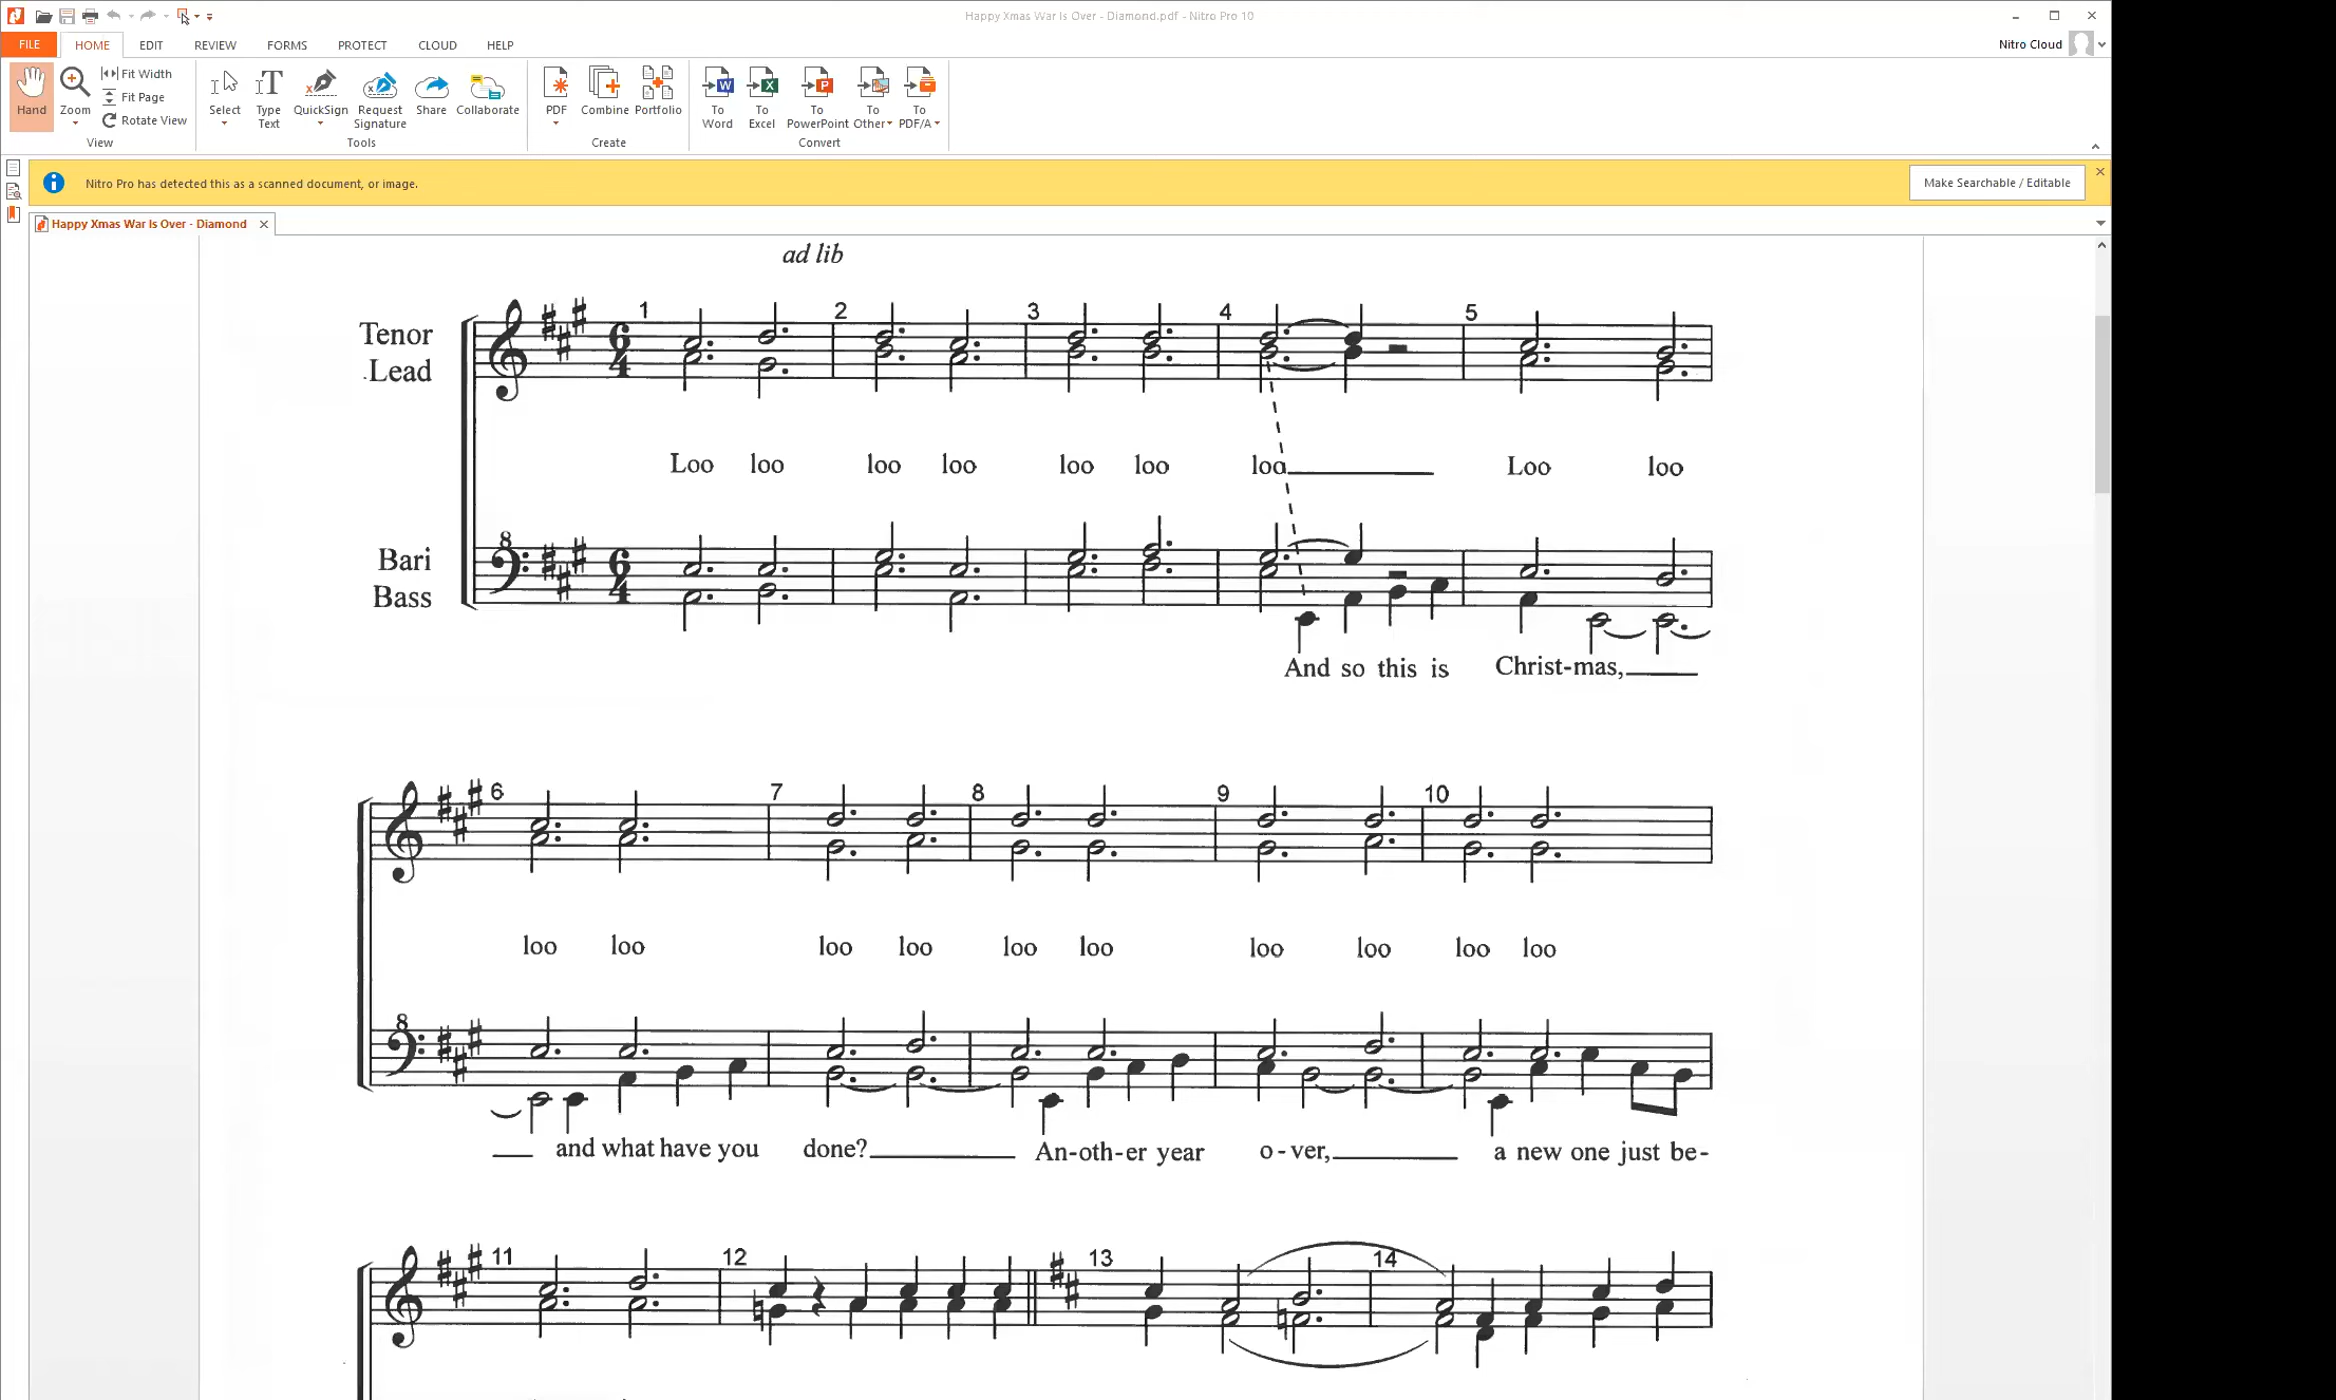 Happy Xmas War Is Over - Diamond.pdf - Nitro Pro 10
FILE HOME EDIT REVIEW FORMS PROTECT CLOUD HELP
Nitro Cloud
Hand
Zoom
Fit Width
Fit Page
Rotate View
View
Select
Type Text
QuickSign
Request Signature
Share
Collaborate
Tools
PDF
Combine
Portfolio
Create
To Word
To Excel
To PowerPoint
To Other
To PDF/A
Convert
Nitro Pro has detected this as a scanned document, or image.
Make Searchable / Editable
Happy Xmas War Is Over - Diamond
ad lib
1 2 3 4 5
Tenor
Lead
6
4
Loo loo loo loo loo loo loo Loo loo
8
Bari
Bass
6
4
And so this is Christ-mas,
6 7 8 9 10
loo loo loo loo loo loo loo loo loo loo
8
and what have you done? An-oth-er year o-ver, a new one just be-
11 12 13 14